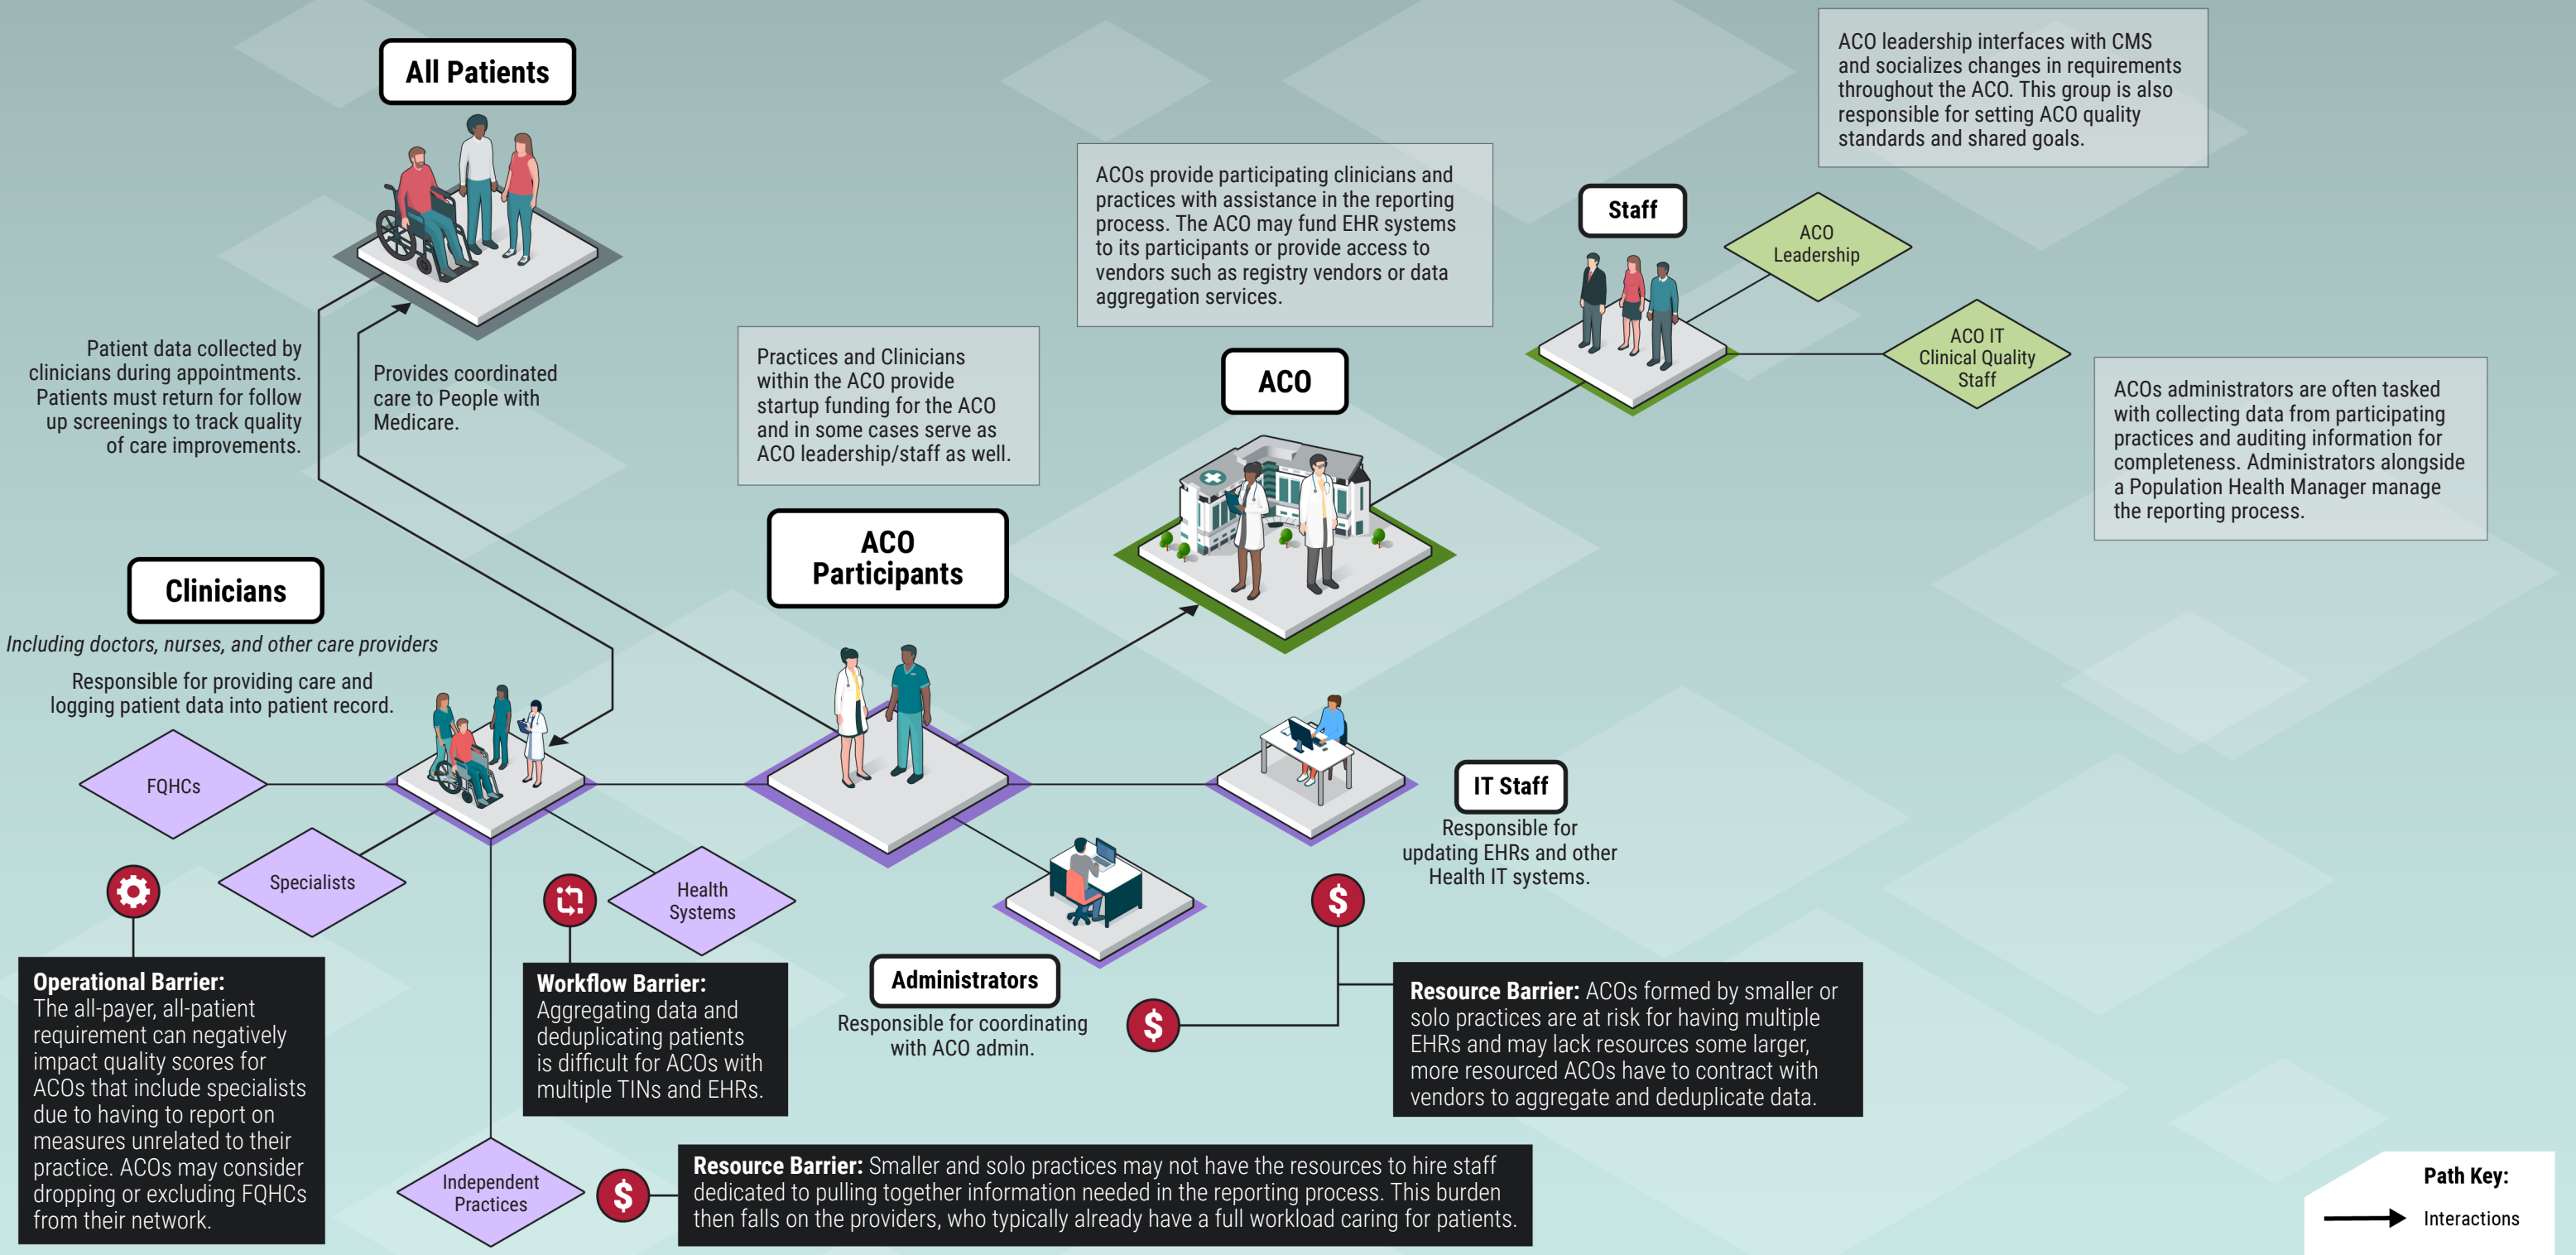 All Patients
ACO leadership interfaces with CMS
and socializes changes in requirements
throughout the ACO. This group is also
responsible for setting ACO quality
standards and shared goals.
ACOs provide participating clinicians and
practices with assistance in the reporting
process. The ACO may fund EHR systems
to its participants or provide access to
vendors such as registry vendors or data
aggregation services.
Staff
ACO
Leadership
ACO IT
Clinical Quality
Staff
Patient data collected by
clinicians during appointments.
Patients must return for follow
up screenings to track quality
of care improvements.
Provides coordinated
care to People with
Medicare.
Practices and Clinicians
within the ACO provide
startup funding for the ACO
and in some cases serve as
ACO leadership/staff as well.
ACO
ACOs administrators are often tasked
with collecting data from participating
practices and auditing information for
completeness. Administrators alongside
a Population Health Manager manage
the reporting process.
ACO
Participants
Clinicians
Including doctors, nurses, and other care providers
Responsible for providing care and
logging patient data into patient record.
FQHCs
Specialists
Health
Systems
IT Staff
Responsible for
updating EHRs and other
Health IT systems.
$
Administrators
Responsible for coordinating
with ACO admin.
$
Operational Barrier:
The all-payer, all-patient
requirement can negatively
impact quality scores for
ACOs that include specialists
due to having to report on
measures unrelated to their
practice. ACOs may consider
dropping or excluding FQHCs
from their network.
Workflow Barrier:
Aggregating data and
deduplicating patients
is difficult for ACOs with
multiple TINs and EHRs.
Resource Barrier: ACOs formed by smaller or
solo practices are at risk for having multiple
EHRs and may lack resources some larger,
more resourced ACOs have to contract with
vendors to aggregate and deduplicate data.
Independent
Practices
$
Resource Barrier: Smaller and solo practices may not have the resources to hire staff
dedicated to pulling together information needed in the reporting process. This burden
then falls on the providers, who typically already have a full workload caring for patients.
Path Key:
Interactions